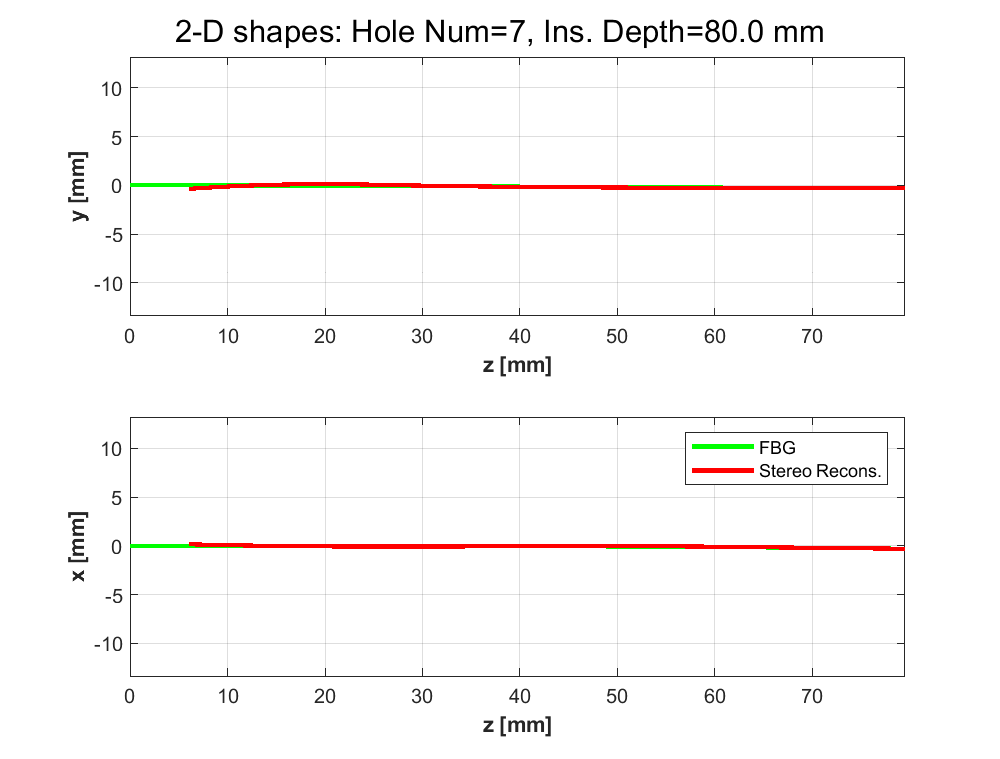 2-D shapes: Hole Num=7, Ins. Depth=80.0 mm
10
5
0
-5
-10
y [mm]
0 10 20 30 40 50 60 70
z [mm]
10
5
0
-5
-10
x [mm]
FBG
Stereo Recons.
0 10 20 30 40 50 60 70
z [mm]